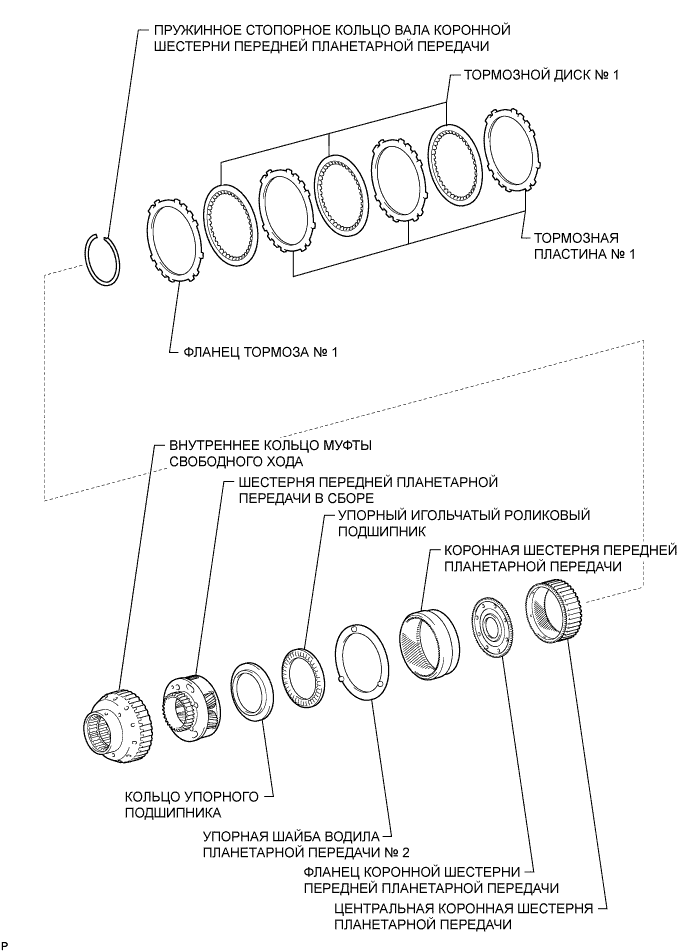 ПРУЖИННОЕ СТОПОРНОЕ КОЛЬЦО ВАЛА КОРОННОЙ
ШЕСТЕРНИ ПЕРЕДНЕЙ ПЛАНЕТАРНОЙ ПЕРЕДАЧИ
ТОРМОЗНОЙ ДИСК № 1
ТОРМОЗНАЯ
ПЛАСТИНА № 1
ФЛАНЕЦ ТОРМОЗА № 1
ВНУТРЕННЕЕ КОЛЬЦО МУФТЫ
СВОБОДНОГО ХОДА
ШЕСТЕРНЯ ПЕРЕДНЕЙ ПЛАНЕТАРНОЙ
ПЕРЕДАЧИ В СБОРЕ
УПОРНЫЙ ИГОЛЬЧАТЫЙ РОЛИКОВЫЙ
ПОДШИПНИК
КОРОННАЯ ШЕСТЕРНЯ ПЕРЕДНЕЙ
ПЛАНЕТАРНОЙ ПЕРЕДАЧИ
КОЛЬЦО УПОРНОГО
ПОДШИПНИКА
УПОРНАЯ ШАЙБА ВОДИЛА
ПЛАНЕТАРНОЙ ПЕРЕДАЧИ № 2
ФЛАНЕЦ КОРОННОЙ ШЕСТЕРНИ
ПЕРЕДНЕЙ ПЛАНЕТАРНОЙ ПЕРЕДАЧИ
ЦЕНТРАЛЬНАЯ КОРОННАЯ ШЕСТЕРНЯ
ПЛАНЕТАРНОЙ ПЕРЕДАЧИ
P